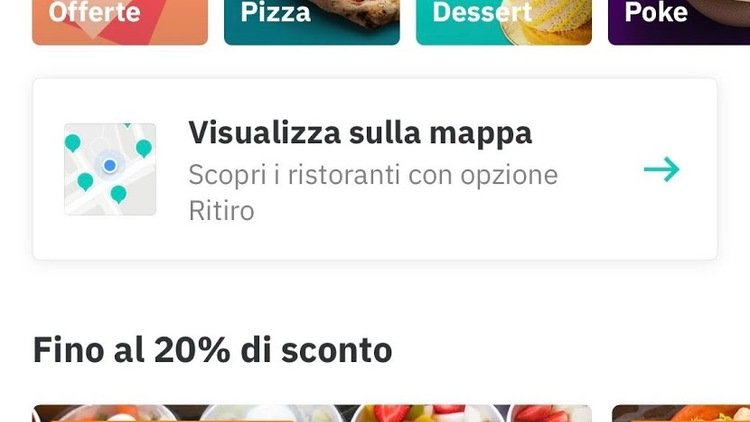 Offerte
Pizza
Dessert
Poke
Visualizza sulla mappa
Scopri i ristoranti con opzione
Ritiro
Fino al 20% di sconto